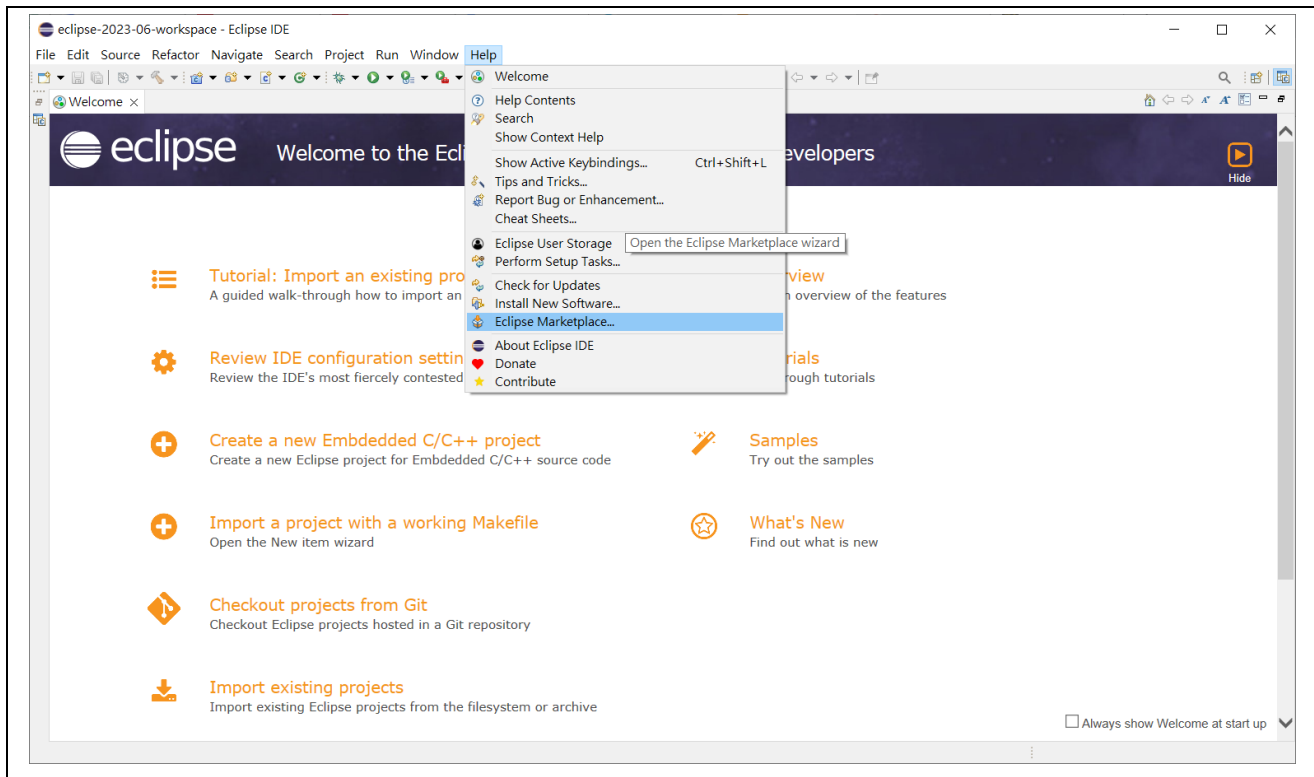 eclipse-2023-06-workspace - Eclipse IDE
File Edit Source Refactor Navigate Search Project Run Window Help
Welcome
Welcome
Help Contents
Search
Show Context Help
Show Active Keybindings... Ctrl+Shift+L
Tips and Tricks...
Report Bug or Enhancement...
Cheat Sheets...
Eclipse User Storage
Open the Eclipse Marketplace wizard
Perform Setup Tasks...
Check for Updates
Install New Software...
Eclipse Marketplace...
About Eclipse IDE
Donate
Contribute
eclipse Welcome to the Ecli evelopers
Hide
Tutorial: Import an existing pro
A guided walk-through how to import an
view
overview of the features
Review IDE configuration settin
Review the IDE's most fiercely contested
rials
rough tutorials
Create a new Embdedded C/C++ project
Create a new Eclipse project for Embdedded C/C++ source code
Samples
Try out the samples
Import a project with a working Makefile
Open the New item wizard
What's New
Find out what is new
Checkout projects from Git
Checkout Eclipse projects hosted in a Git repository
Import existing projects
Import existing Eclipse projects from the filesystem or archive
Always show Welcome at start up